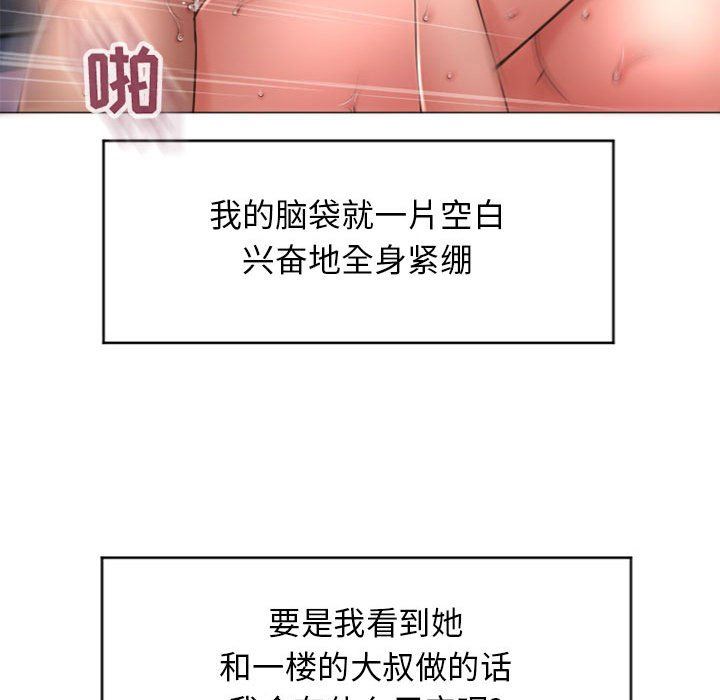 啪
我的脑袋就一片空白
兴奋地全身紧绷
要是我看到她
和一楼的大叔做的话